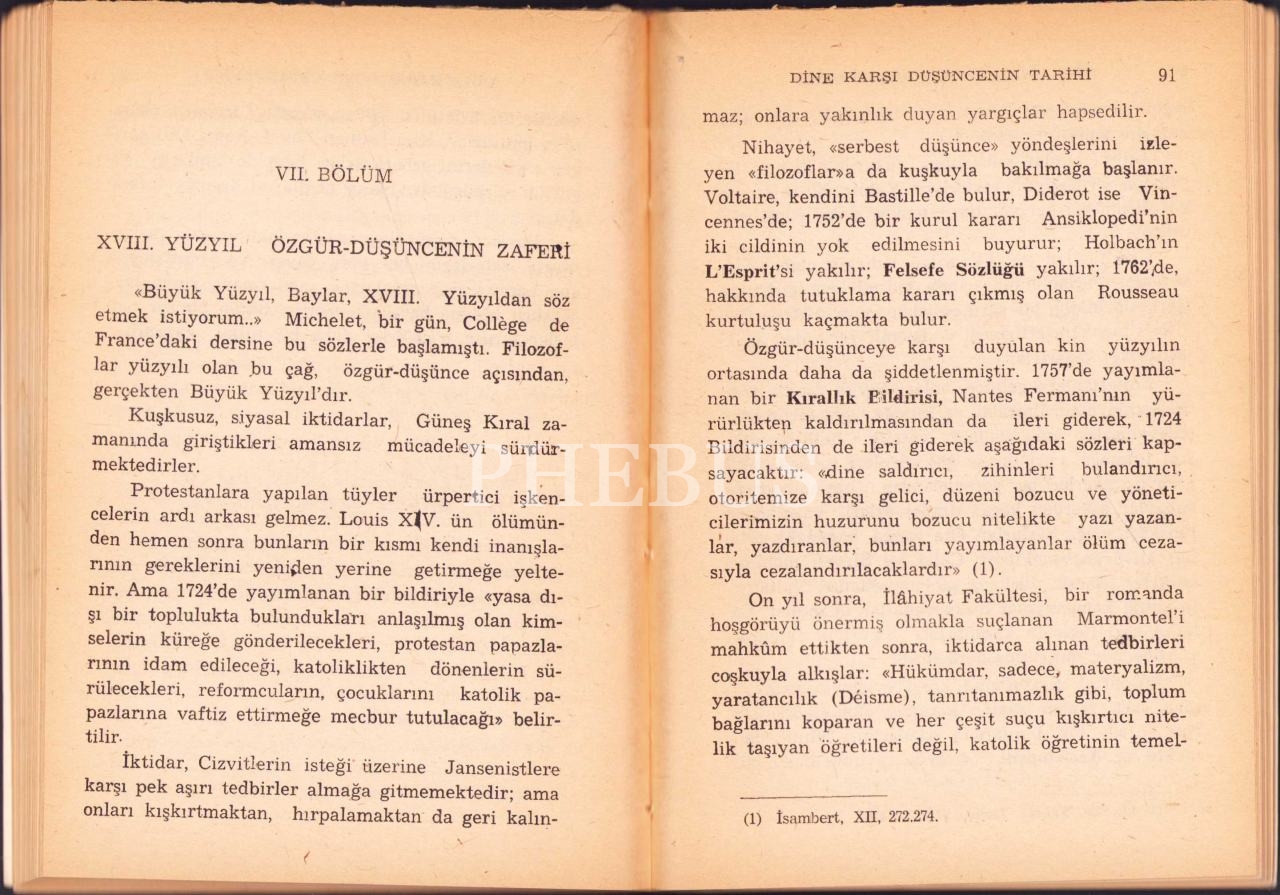 VII. BÖLÜM
XVIII. YÜZYIL ÖZGÜR-DÜŞÜNCENİN ZAFERİ
«Büyük Yüzyıl, Baylar, XVIII. Yüzyıldan söz
etmek istiyorum..» Michelet, bir gün, Collège de
France'daki dersine bu sözlerle başlamıştı. Filozof-
lar yüzyılı olan bu çağ, özgür-düşünce açısından,
gerçekten Büyük Yüzyıl'dır.
Kuşkusuz, siyasal iktidarlar, Güneş Kıral za-
manında giriştikleri amansız mücadeleyi sürdür-
mektedirler.
Protestanlara yapılan tüyler ürpertici işken-
celerin ardı arkası gelmez. Louis XIV. ün ölümün-
den hemen sonra bunların bir kısmı kendi inanışla-
rının gereklerini yeniden yerine getirmeğe yelte-
nir. Ama 1724'de yayımlanan bir bildiriyle «yasa dı-
şı bir toplulukta bulundukları anlaşılmış olan kim-
selerin küreğe gönderilecekleri, protestan papazla-
rının idam edileceği, katoliklikten dönenlerin sü-
rülecekleri, reformcuların, çocuklarını katolik pa-
pazlarına vaftiz ettirmeğe mecbur tutulacağı» belir-
tilir.
İktidar, Cizvitlerin isteği üzerine Jansenistlere
karşı pek aşırı tedbirler almağa gitmemektedir; ama
onları kışkırtmaktan, hırpalamaktan da geri kalın-
DİNE KARŞI DÜŞÜNCENİN TARİHİ 91
maz; onlara yakınlık duyan yargıçlar hapsedilir.
Nihayet, «serbest düşünce» yöndeşlerini izle-
yen «filozoflar»a da kuşkuyla bakılmağa başlanır.
Voltaire, kendini Bastille'de bulur, Diderot ise Vin-
cennes'de; 1752'de bir kurul kararı Ansiklopedi'nin
iki cildinin yok edilmesini buyurur; Holbach'ın
L'Esprit'si yakılır; Felsefe Sözlüğü yakılır; 1762'de,
hakkında tutuklama kararı çıkmış olan Rousseau
kurtuluşu kaçmakta bulur.
Özgür-düşünceye karşı duyulan kin yüzyılın
ortasında daha da şiddetlenmiştir. 1757'de yayımla-
nan bir Kırallık Bildirisi, Nantes Fermanı'nın yü-
rürlükten kaldırılmasından da ileri giderek, 1724
Bildirisinden de ileri giderek aşağıdaki sözleri kap-
sayacaktır: «dine saldırıcı, zihinleri bulandırıcı,
otoritemize karşı gelici, düzeni bozucu ve yöneti-
cilerimizin huzurunu bozucu nitelikte yazı yazan-
lar, yazdıranlar, bunları yayımlayanlar ölüm ceza-
sıyla cezalandırılacaklardır» (1).
On yıl sonra, İlâhiyat Fakültesi, bir romanda
hoşgörüyü önermiş olmakla suçlanan Marmontel'i
mahkûm ettikten sonra, iktidarca alınan tedbirleri
coşkuyla alkışlar: «Hükümdar, sadece, materyalizm,
yaratancılık (Déisme), tanrıtanımazlık gibi, toplum
bağlarını koparan ve her çeşit suçu kışkırtıcı nite-
lik taşıyan öğretileri değil, katolik öğretinin temel-
(1) İsambert, XII, 272.274.
PHEBUS